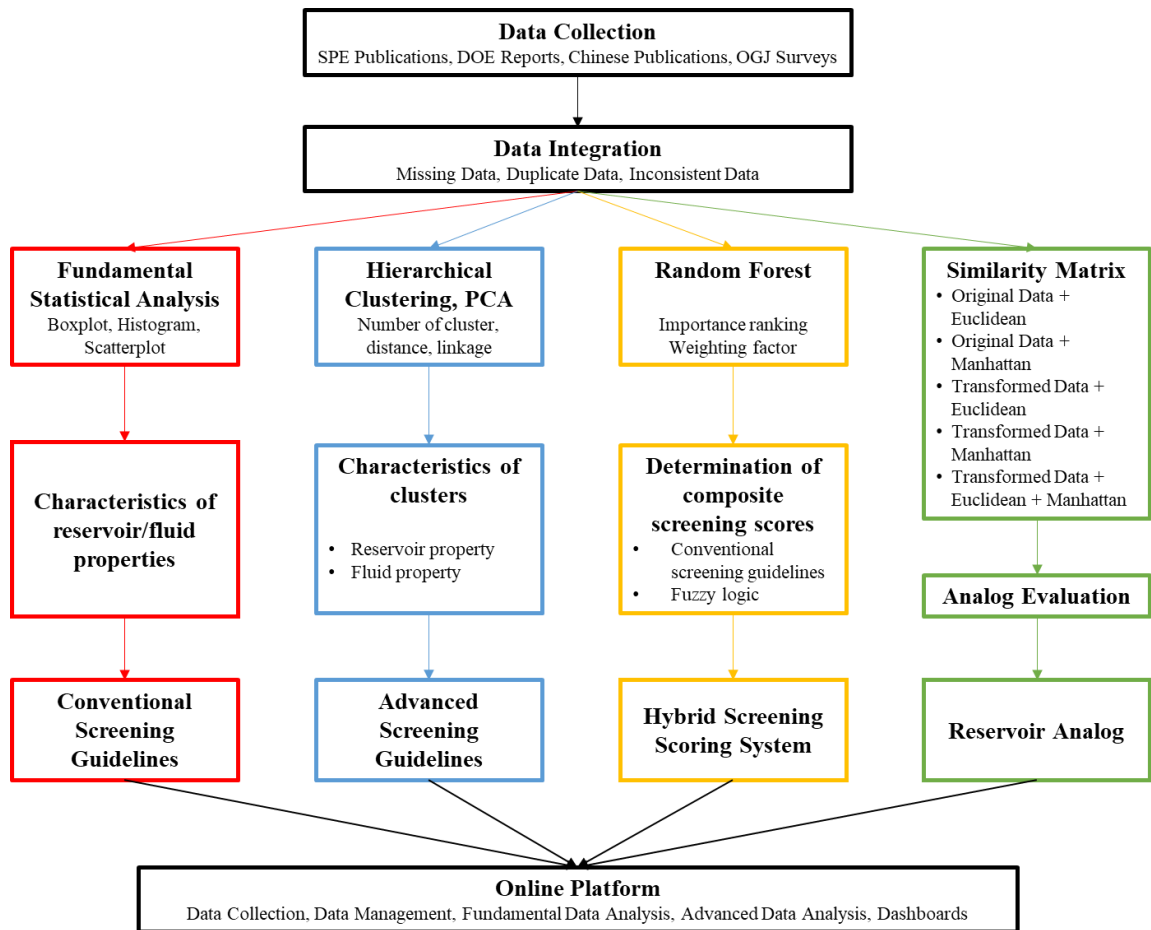 Data Collection
SPE Publications, DOE Reports, Chinese Publications, OGJ Surveys
Data Integration
Missing Data, Duplicate Data, Inconsistent Data
Fundamental
Statistical Analysis
Boxplot, Histogram,
Scatterplot
Hierarchical
Clustering, PCA
Number of cluster,
distance, linkage
Random Forest
Importance ranking
Weighting factor
Similarity Matrix
• Original Data +
Euclidean
• Original Data +
Manhattan
• Transformed Data +
Euclidean
• Transformed Data +
Manhattan
• Transformed Data +
Euclidean + Manhattan
Characteristics of
reservoir/fluid
properties
Characteristics of
clusters
• Reservoir property
• Fluid property
Determination of
composite
screening scores
• Conventional
screening guidelines
• Fuzzy logic
Analog Evaluation
Conventional
Screening
Guidelines
Advanced
Screening
Guidelines
Hybrid Screening
Scoring System
Reservoir Analog
Online Platform
Data Collection, Data Management, Fundamental Data Analysis, Advanced Data Analysis, Dashboards